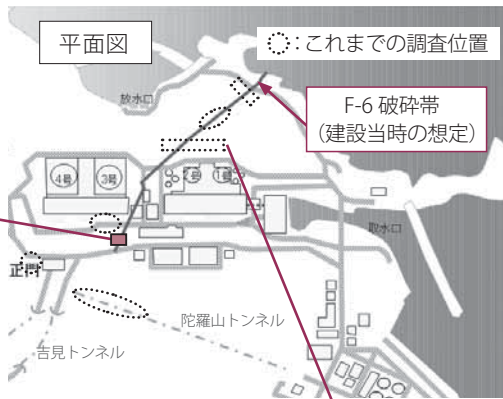 平面図
:これまでの調査位置
放水口
F-6 破砕帯
(建設当時の想定)
4号
3号
2号
1号
取水口
正門
陀羅山トンネル
吉見トンネル